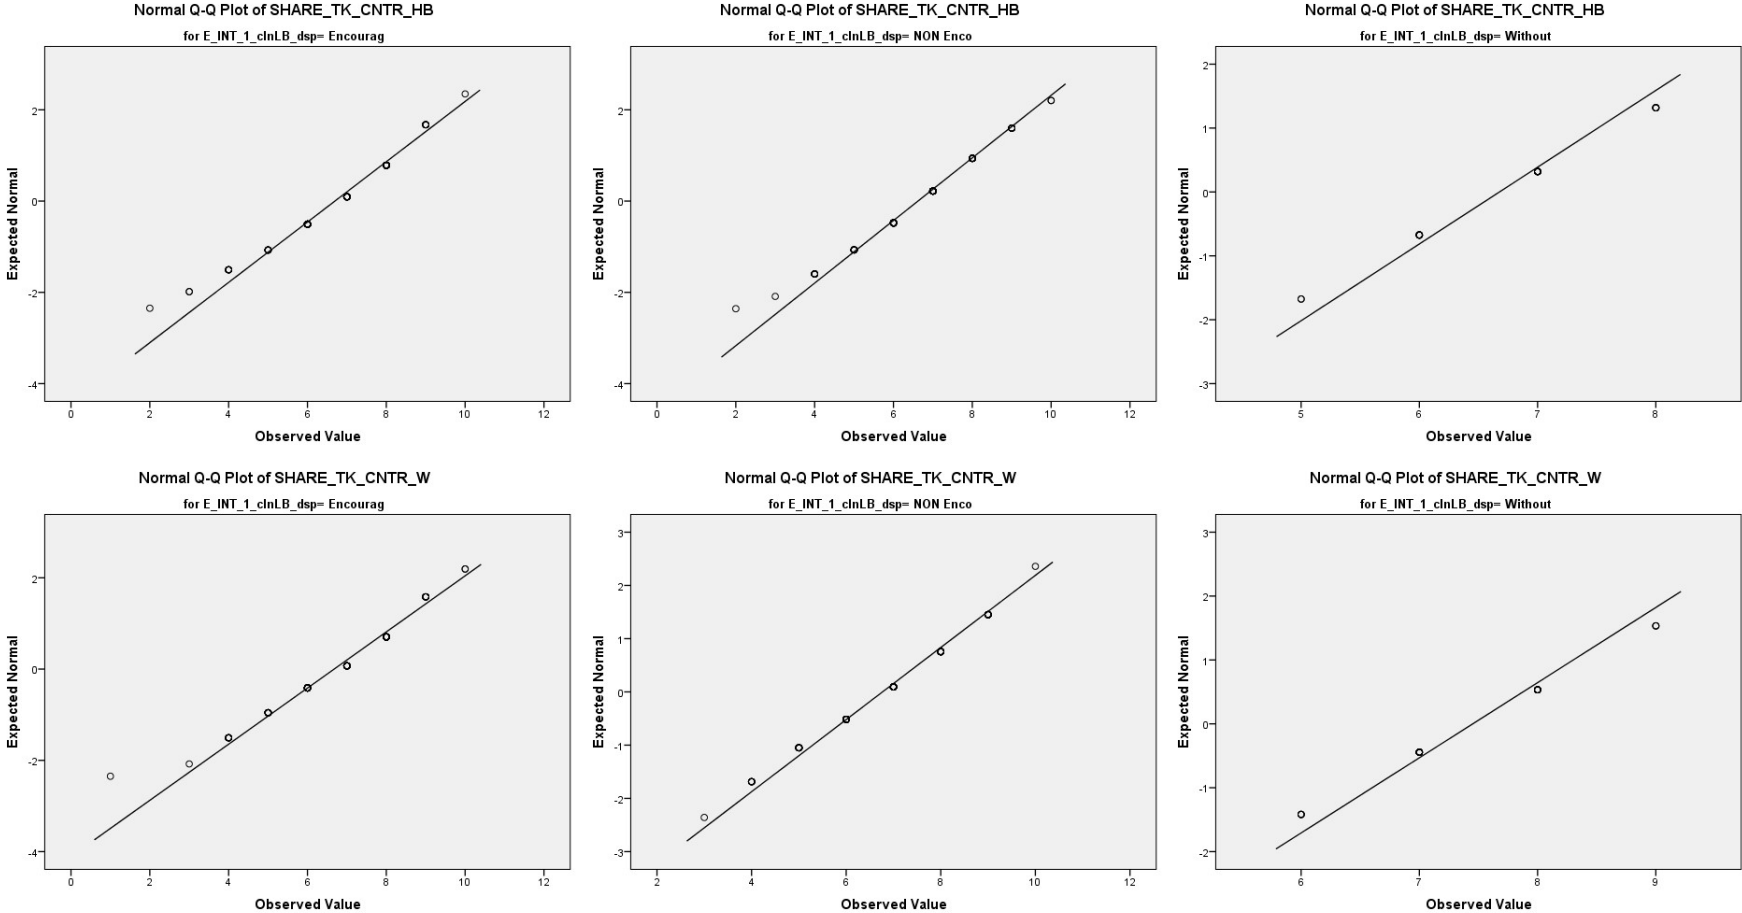 Normal Q-Q Plot of SHARE_TK_CNTR_HB
for E_INT_1_clnLB_dsp= Encourag
Expected Normal
2
0
-2
-4
0 2 4 6 8 10 12
Observed Value
Normal Q-Q Plot of SHARE_TK_CNTR_HB
for E_INT_1_clnLB_dsp= NON Enco
Expected Normal
2
0
-2
-4
0 2 4 6 8 10 12
Observed Value
Normal Q-Q Plot of SHARE_TK_CNTR_HB
for E_INT_1_clnLB_dsp= Without
Expected Normal
2
1
0
-1
-2
-3
5 6 7 8
Observed Value
Normal Q-Q Plot of SHARE_TK_CNTR_W
for E_INT_1_clnLB_dsp= Encourag
Expected Normal
2
0
-2
-4
0 2 4 6 8 10 12
Observed Value
Normal Q-Q Plot of SHARE_TK_CNTR_W
for E_INT_1_clnLB_dsp= NON Enco
Expected Normal
3
2
1
0
-1
-2
-3
2 4 6 8 10 12
Observed Value
Normal Q-Q Plot of SHARE_TK_CNTR_W
for E_INT_1_clnLB_dsp= Without
Expected Normal
3
2
1
0
-1
-2
6 7 8 9
Observed Value